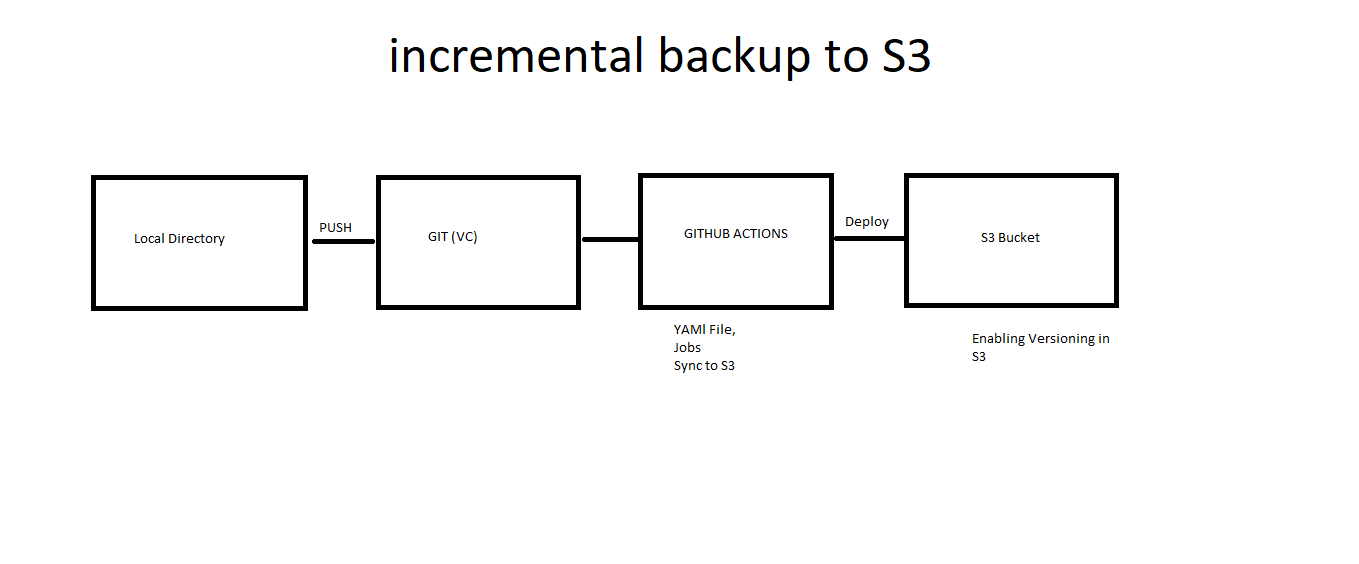 incremental backup to S3
Local Directory
PUSH
GIT (VC)
GITHUB ACTIONS
Deploy
S3 Bucket
YAMl File,
Jobs
Sync to S3
Enabling Versioning in
S3